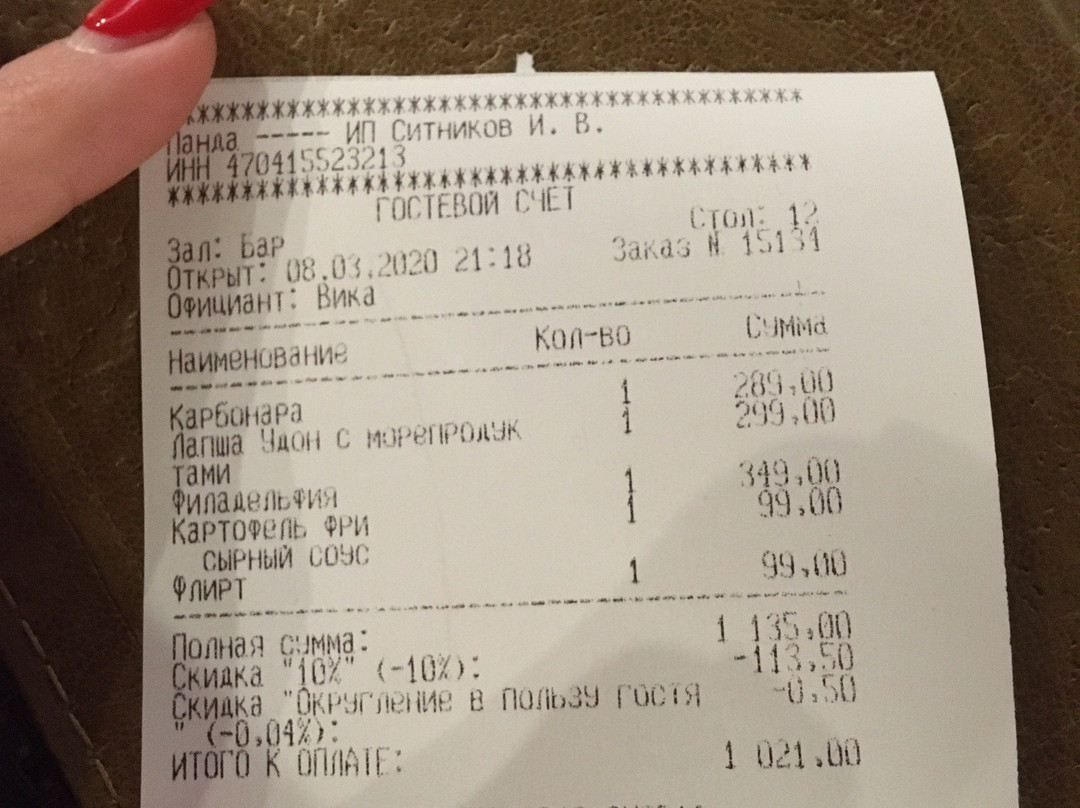 ****************************************
Панда ----- ИП Ситников И. В.
ИНН 470415523213
****************************************
ГОСТЕВОЙ СЧЕТ
Зал: Бар Стол: 12
Открыт: 08.03.2020 21:18 Заказ № 15131
Официант: Вика
Наименование Кол-во Сумма
Карбонара 1 289,00
Лапша Удон с морепродук 1 299,00
тами
Филадельфия 1 349,00
Картофель ФРИ 1 99,00
СЫРНЫЙ СОУС
Флирт 1 99,00
Полная сумма: 1 135,00
Скидка "10%" (-10%): -113,50
Скидка "Округление в пользу гостя -0,50
" (-0,04%):
ИТОГО К ОПЛАТЕ: 1 021,00